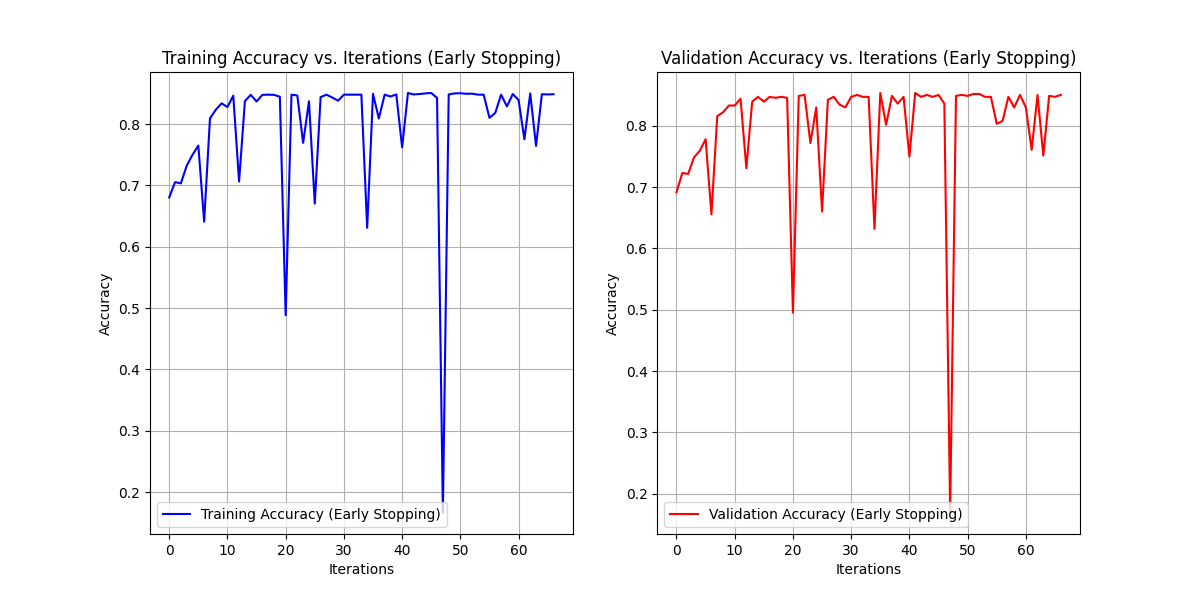 Training Accuracy vs. Iterations (Early Stopping)
Accuracy
0.8
0.7
0.6
0.5
0.4
0.3
0.2
Training Accuracy (Early Stopping)
0 10 20 30 40 50 60
Iterations
Validation Accuracy vs. Iterations (Early Stopping)
Accuracy
0.8
0.7
0.6
0.5
0.4
0.3
0.2
Validation Accuracy (Early Stopping)
0 10 20 30 40 50 60
Iterations